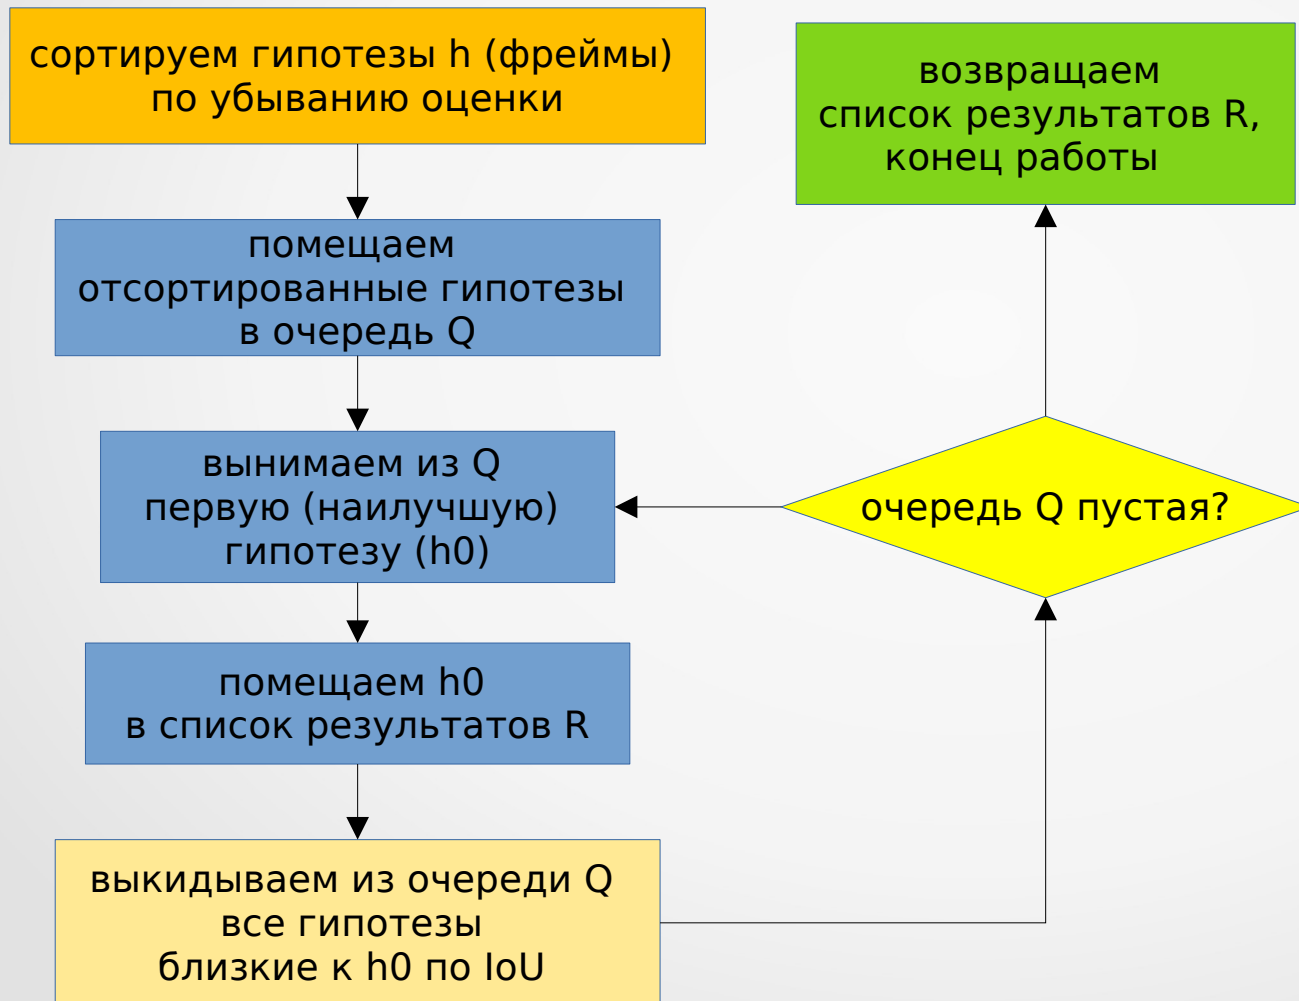 сортируем гипотезы h (фреймы)
по убыванию оценки
помещаем
отсортированные гипотезы
в очередь Q
вынимаем из Q
первую (наилучшую)
гипотезу (h0)
помещаем h0
в список результатов R
выкидываем из очереди Q
все гипотезы
близкие к h0 по IoU
очередь Q пустая?
возвращаем
список результатов R,
конец работы